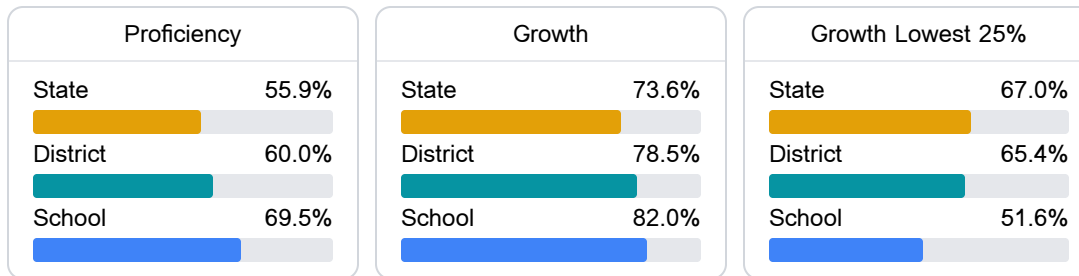 Proficiency
State 55.9%
District 60.0%
School 69.5%
Growth
State 73.6%
District 78.5%
School 82.0%
Growth Lowest 25%
State 67.0%
District 65.4%
School 51.6%